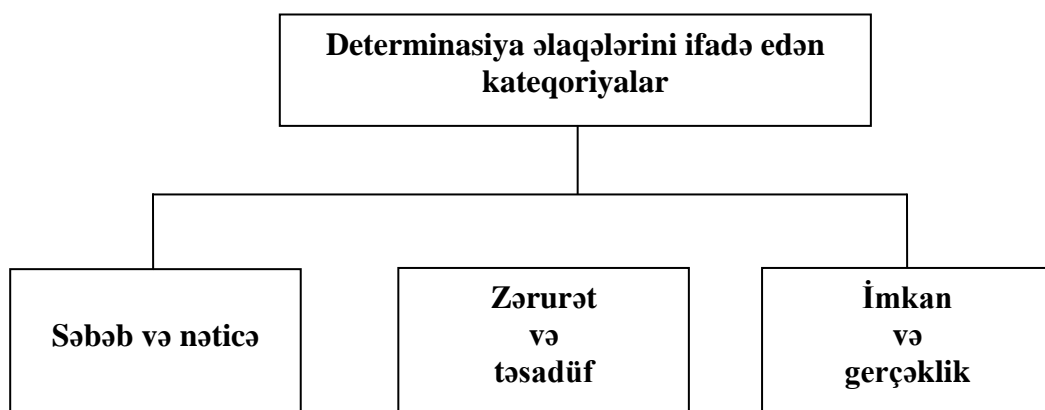 Determinasiya əlaqələrini ifadə edən
kateqoriyalar
Səbəb və nəticə
Zərurət
və
təsadüf
İmkan
və
gerçəklik